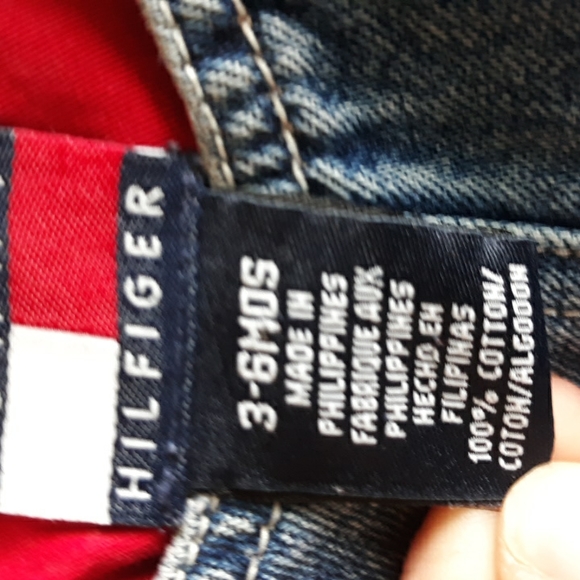 HILFIGER
3-6MOS
MADE IN
PHILIPPINES
FABRIQUE AUX
PHILIPPINES
HECHO EN
FILIPINAS
100% COTTON/
COTON/ALGODON